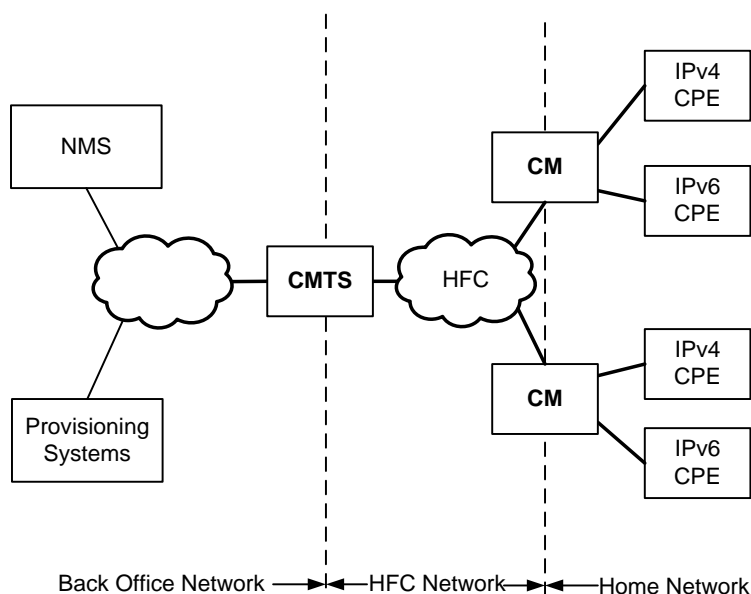 IPv4
CPE
NMS
CM
IPv6
CPE
CMTS
HFC
IPv4
CPE
CM
Provisioning
Systems
IPv6
CPE
Back Office Network
HFC Network
Home Network